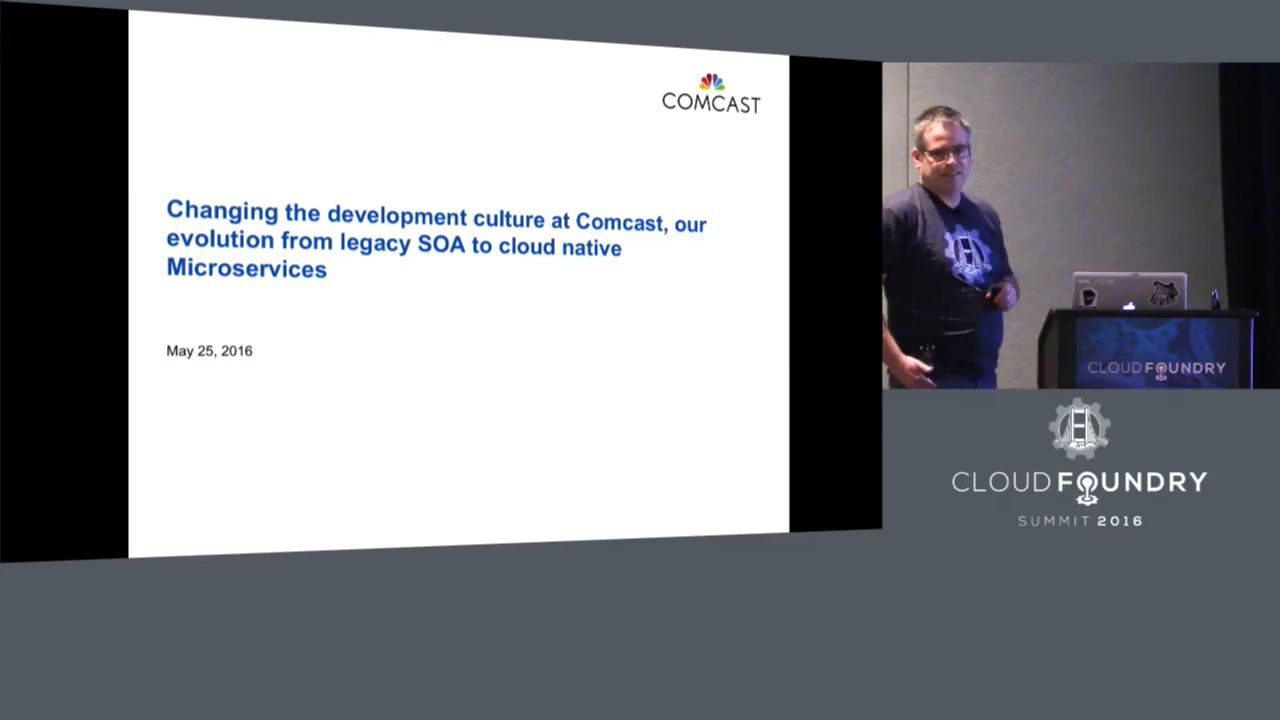 COMCAST
Changing the development culture at Comcast, our
evolution from legacy SOA to cloud native
Microservices
May 25, 2016
CLOUD FOUNDRY
CLOUD FOUNDRY
SUMMIT 2016